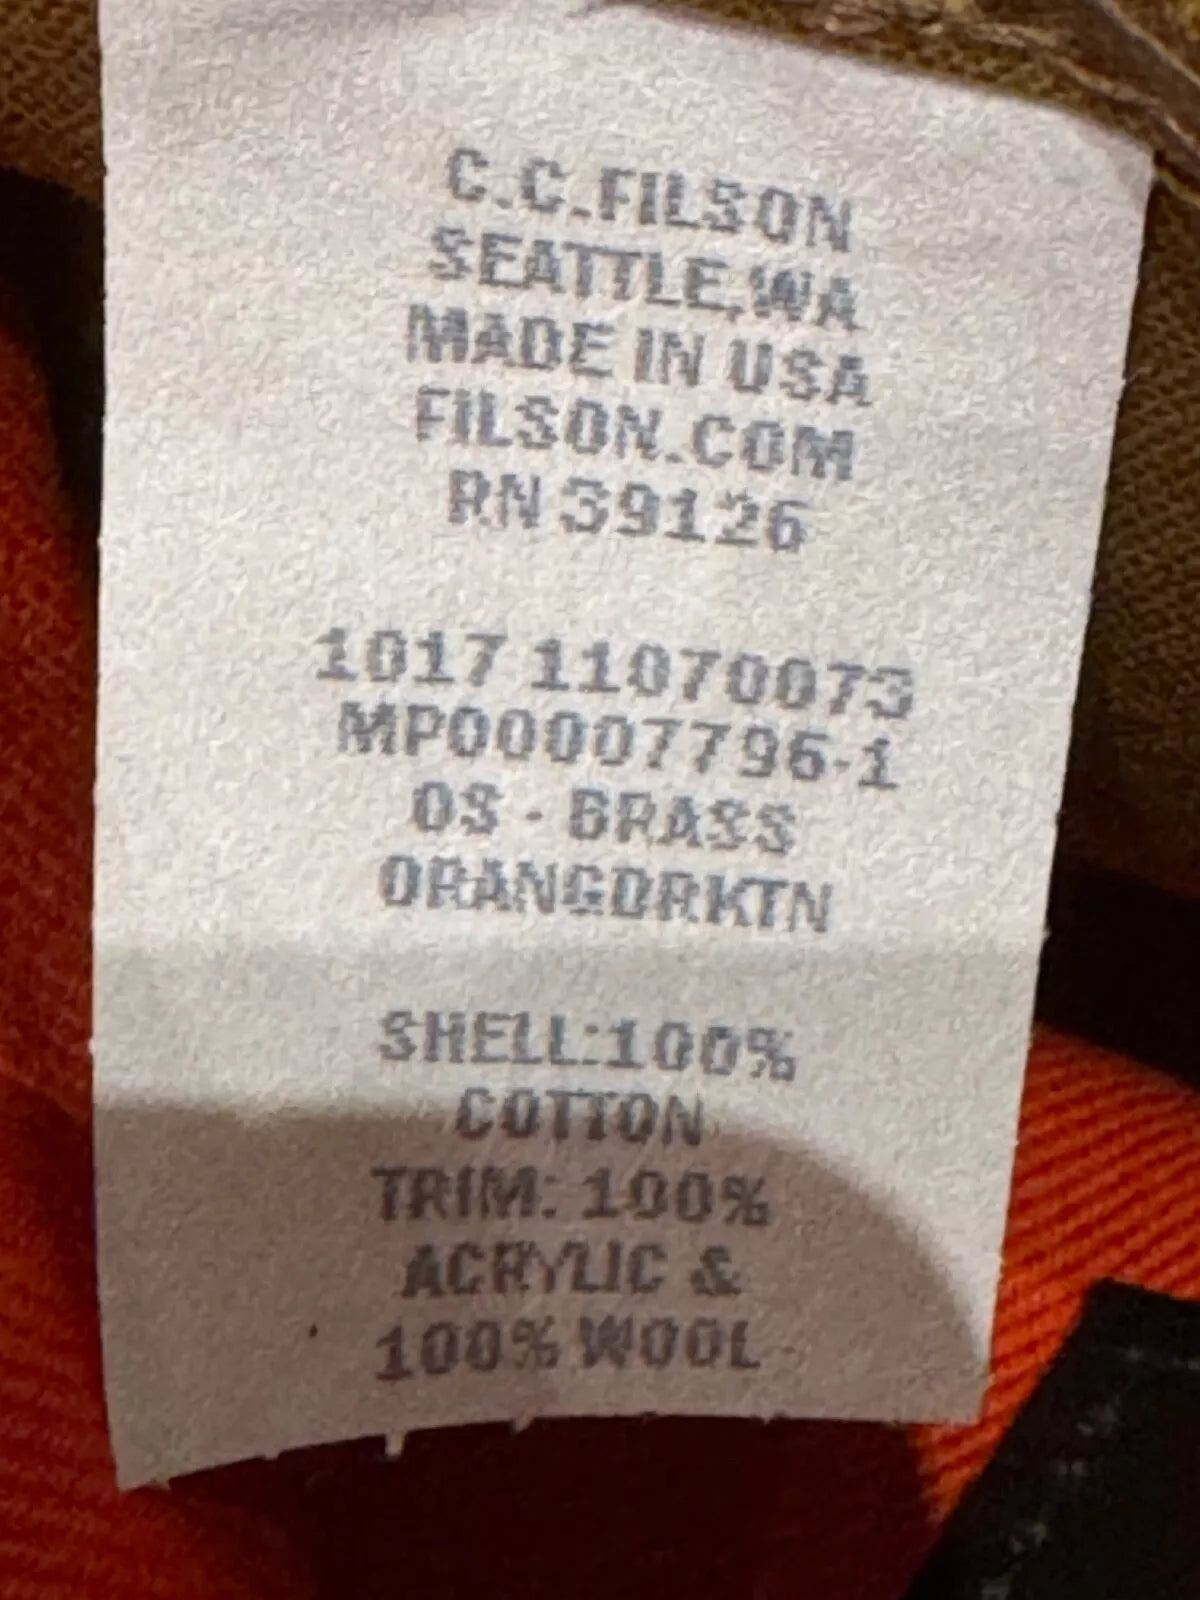 C.C.FILSON
SEATTLE,WA
MADE IN USA
FILSON.COM
RN 39126
1017 11070073
MP00007796-1
OS - BRASS
ORANGDRKTN
SHELL:100%
COTTON
TRIM: 100%
ACRYLIC &
100% WOOL